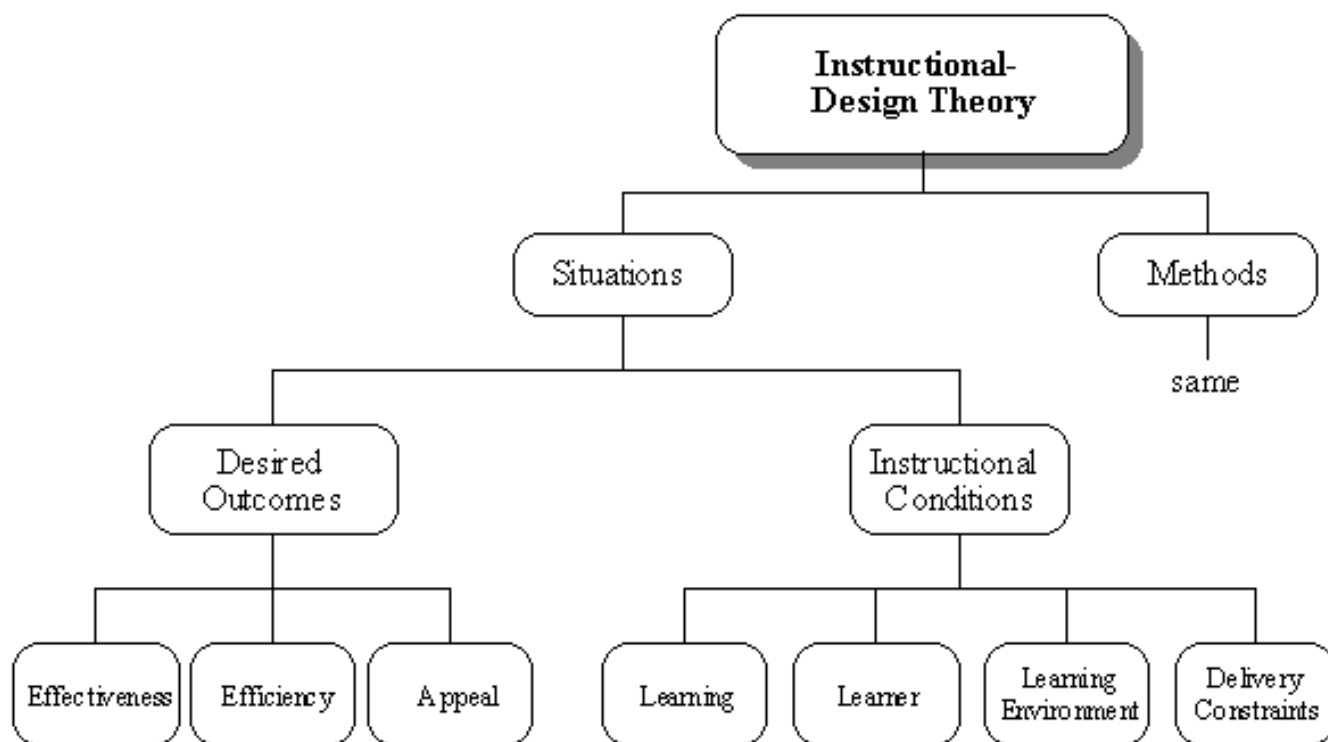 Instructional-
Design Theory
Situations
Methods
same
Desired
Outcomes
Instructional
Conditions
Effectiveness
Efficiency
Appeal
Learning
Learner
Learning
Environment
Delivery
Constraints